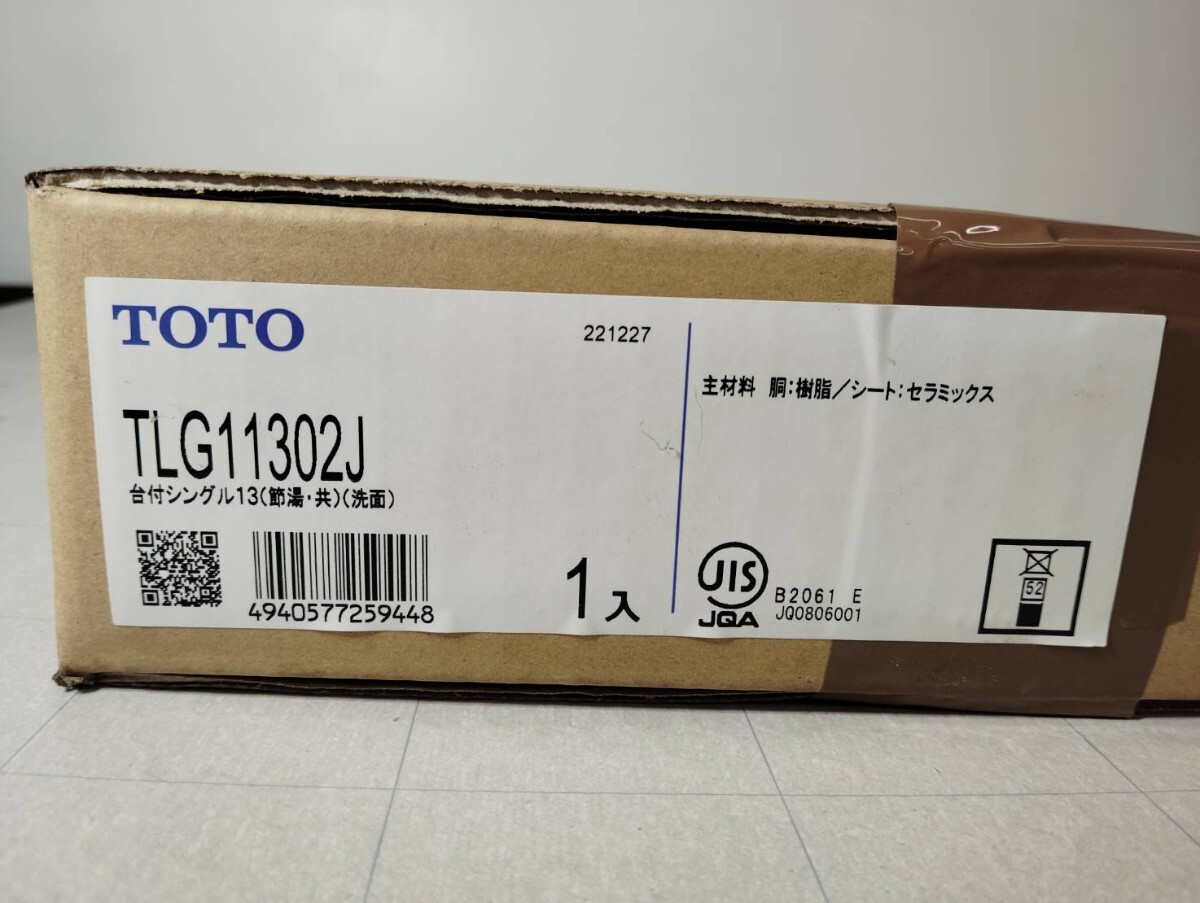 TOTO
221227
TLG11302J
台付シングル13(節湯・共)(洗面)
4940577259448
1入
主材料 胴:樹脂/シート:セラミックス
JIS
JQA
B2061 E
JQ0806001
52